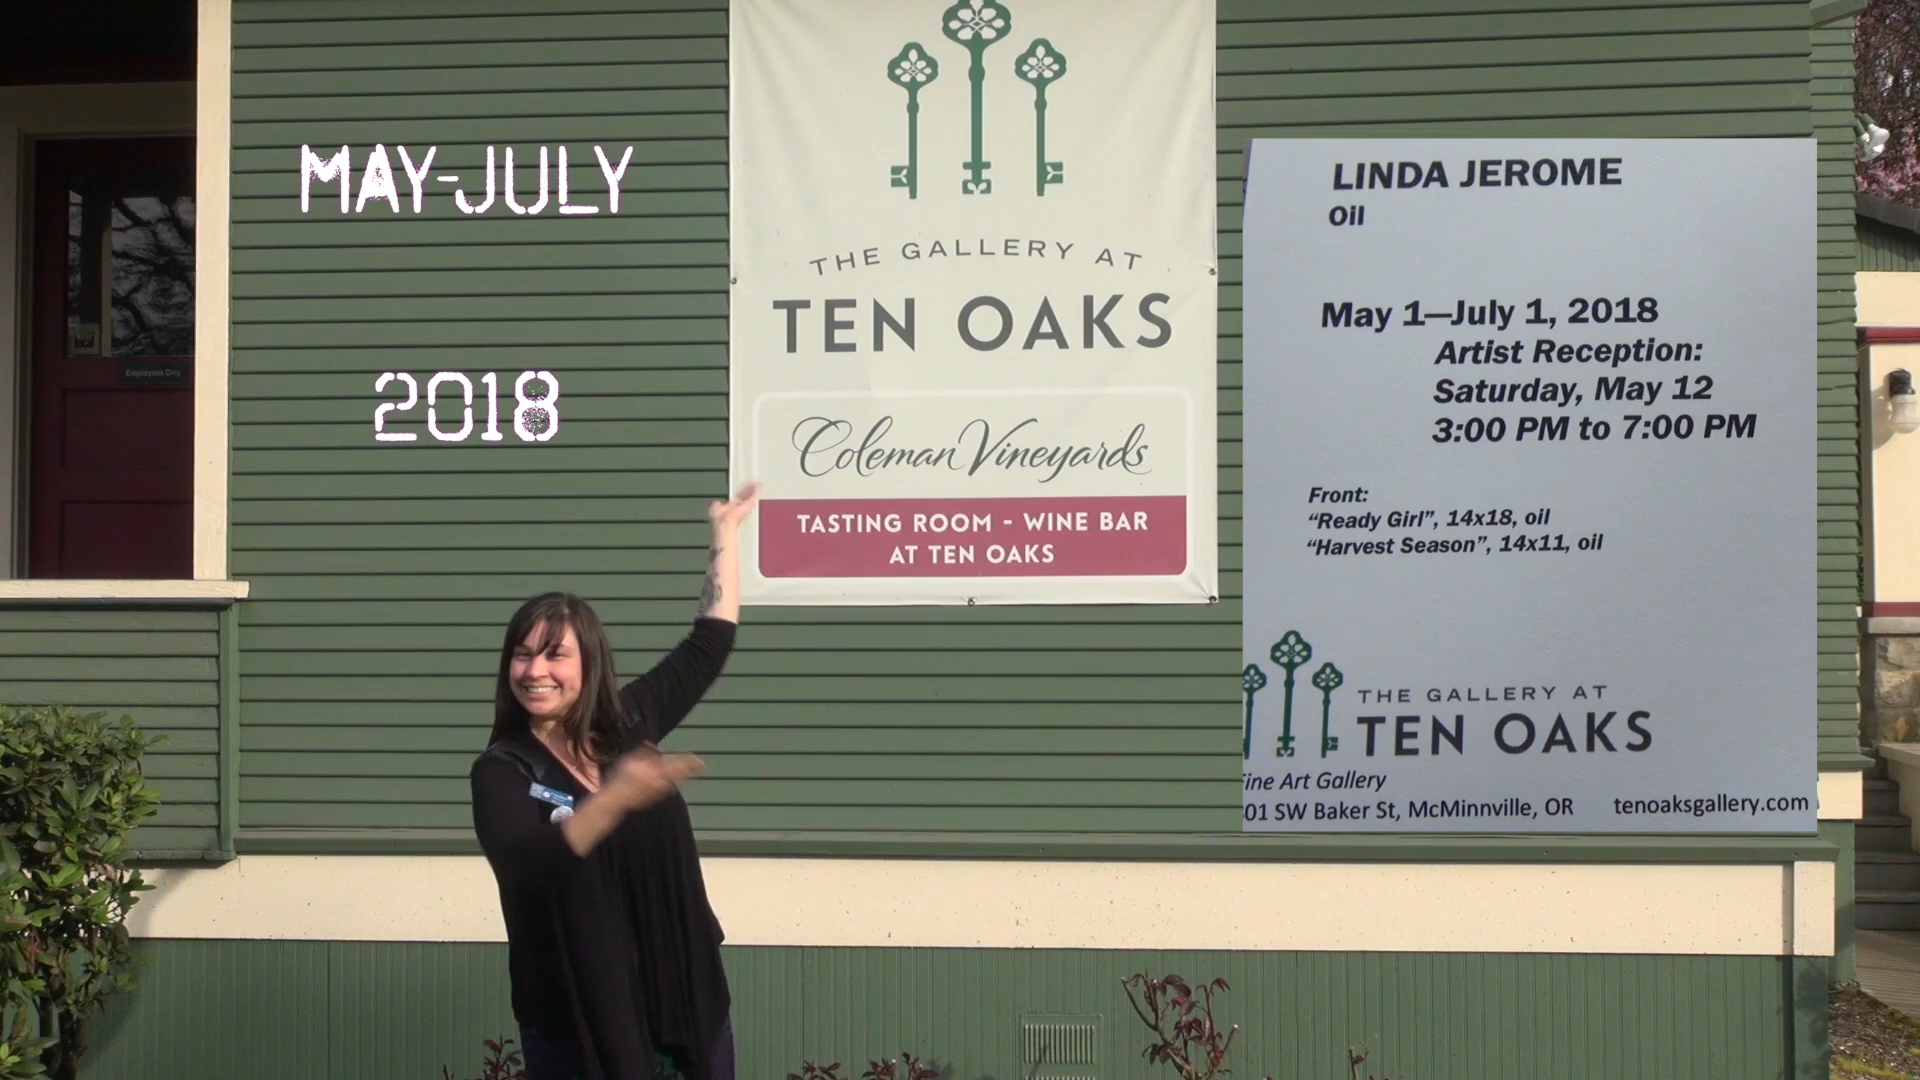 MAY-JULY
2018
Employees Only
local
THE GALLERY AT
TEN OAKS
Coleman Vineyards
TASTING ROOM - WINE BAR
AT TEN OAKS
LINDA JEROME
Oil
May 1—July 1, 2018
Artist Reception:
Saturday, May 12
3:00 PM to 7:00 PM
Front:
“Ready Girl”, 14x18, oil
“Harvest Season”, 14x11, oil
THE GALLERY AT
TEN OAKS
ine Art Gallery
01 SW Baker St, McMinnville, OR tenoaksgallery.com